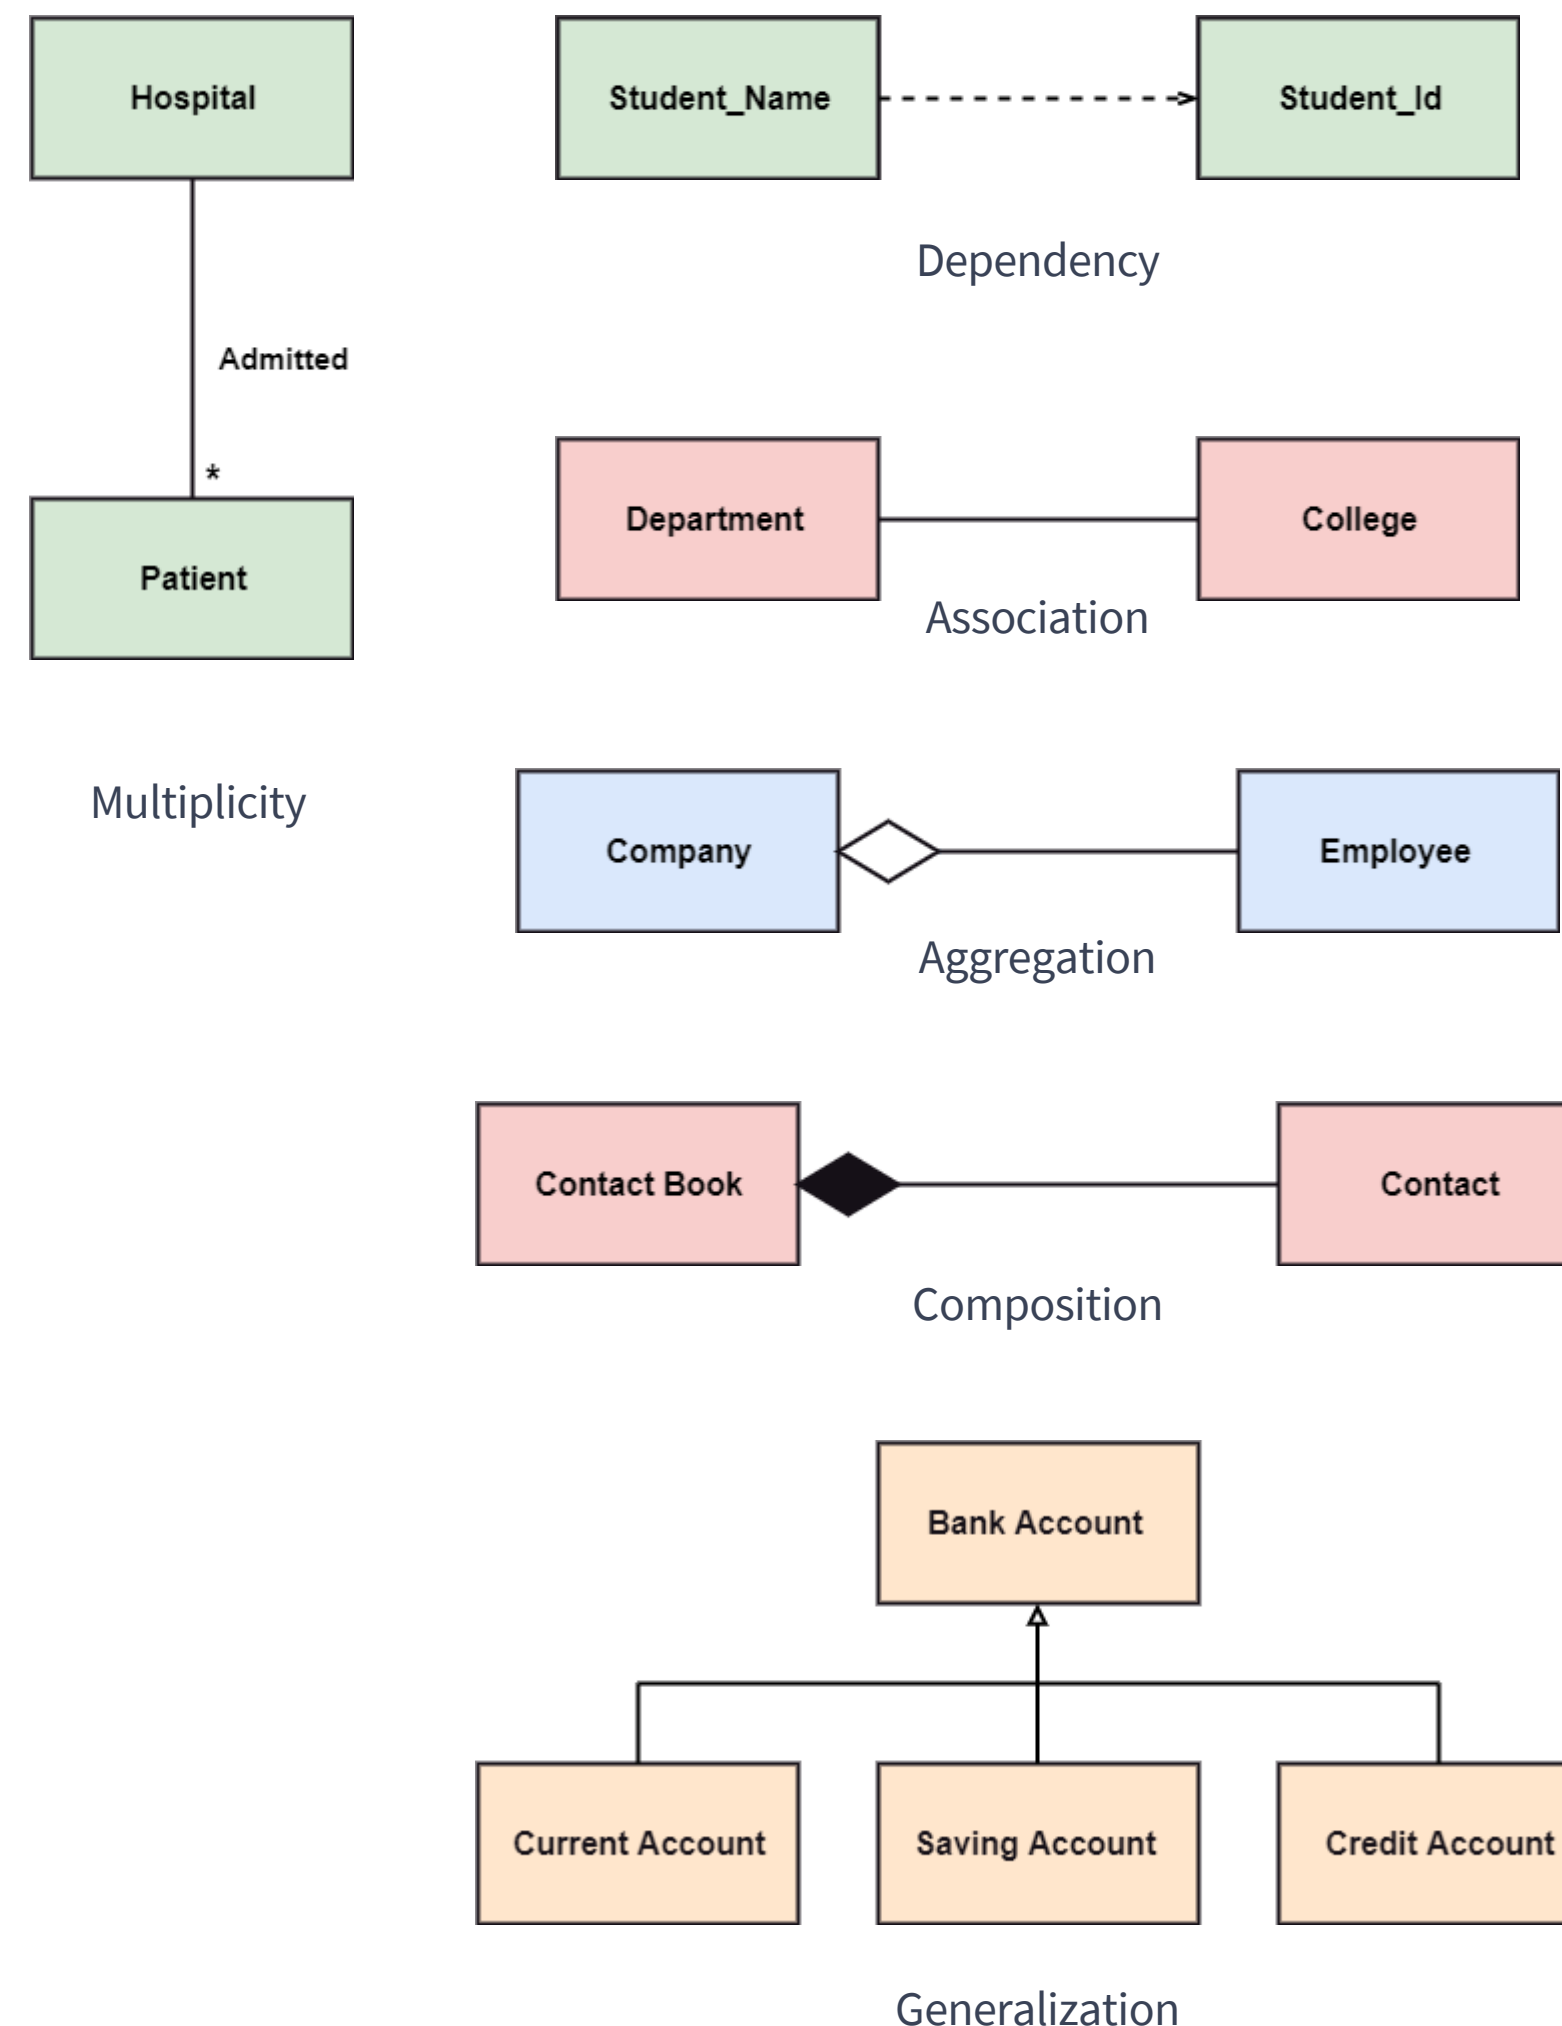 Hospital
Admitted
*
Patient
Multiplicity
Student_Name
Student_Id
Dependency
Department
College
Association
Company
Employee
Aggregation
Contact Book
Contact
Composition
Bank Account
Current Account
Saving Account
Credit Account
Generalization